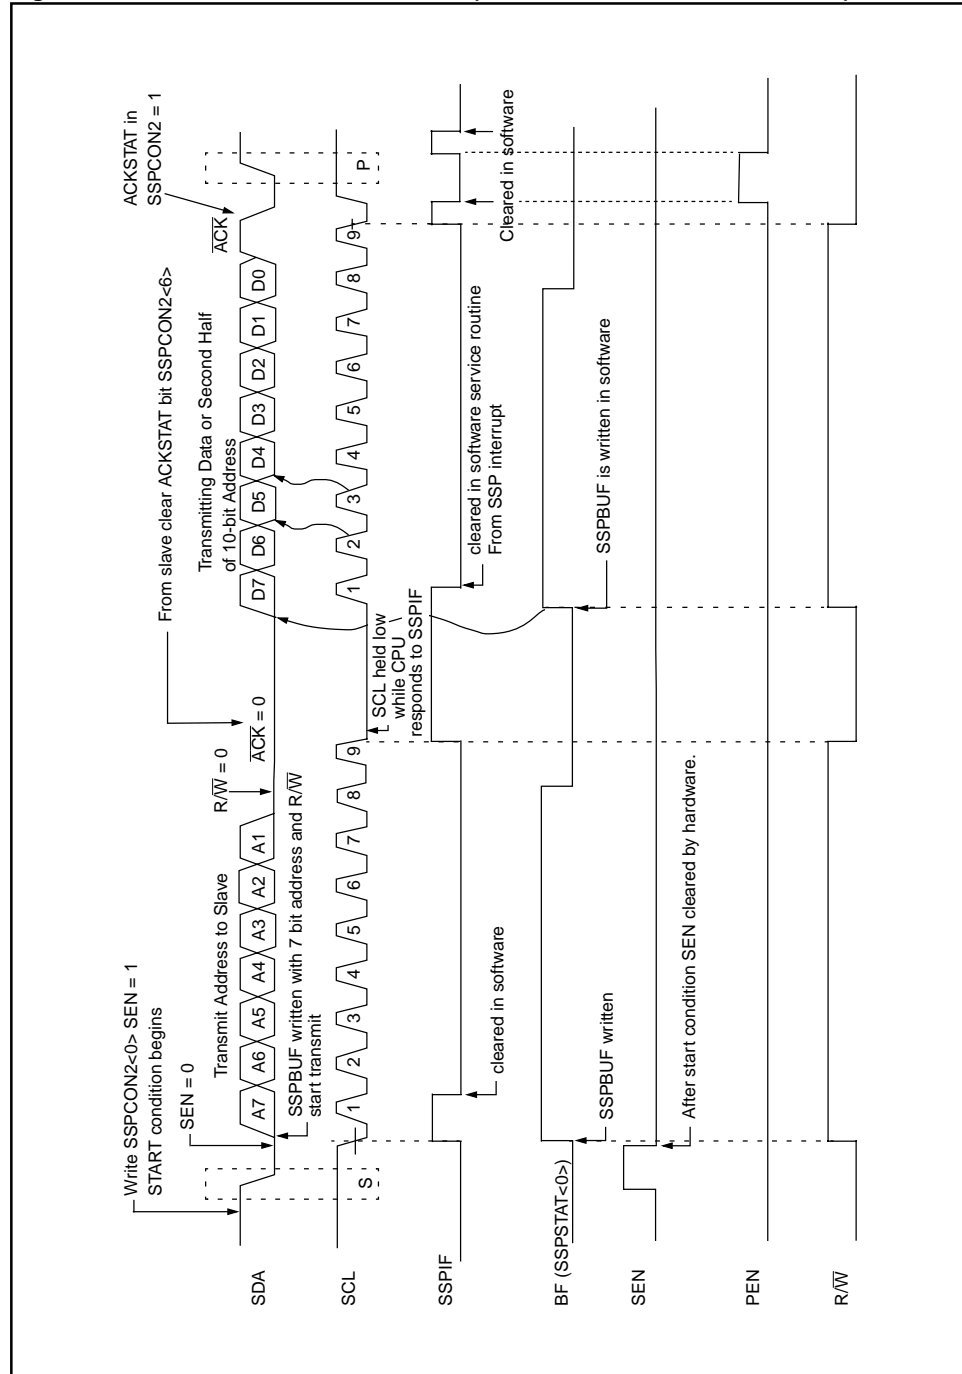 Write SSPCON2<0> SEN = 1
START condition begins
SEN = 0
Transmit Address to Slave
R/W = 0
From slave clear ACKSTAT bit SSPCON2<6>
Transmitting Data or Second Half
of 10-bit Address
ACKSTAT in
SSPCON2 = 1
ACK = 0
ACK
SDA
A7 A6 A5 A4 A3 A2 A1
D7 D6 D5 D4 D3 D2 D1 D0
SSPBUF written with 7 bit address and R/W
start transmit
SCL
S
1 2 3 4 5 6 7 8 9
1 2 3 4 5 6 7 8 9
P
SCL held low
while CPU
responds to SSPIF
SSPIF
cleared in software
cleared in software service routine
From SSP interrupt
Cleared in software
BF (SSPSTAT<0>)
SSPBUF written
SSPBUF is written in software
SEN
After start condition SEN cleared by hardware.
PEN
R/W